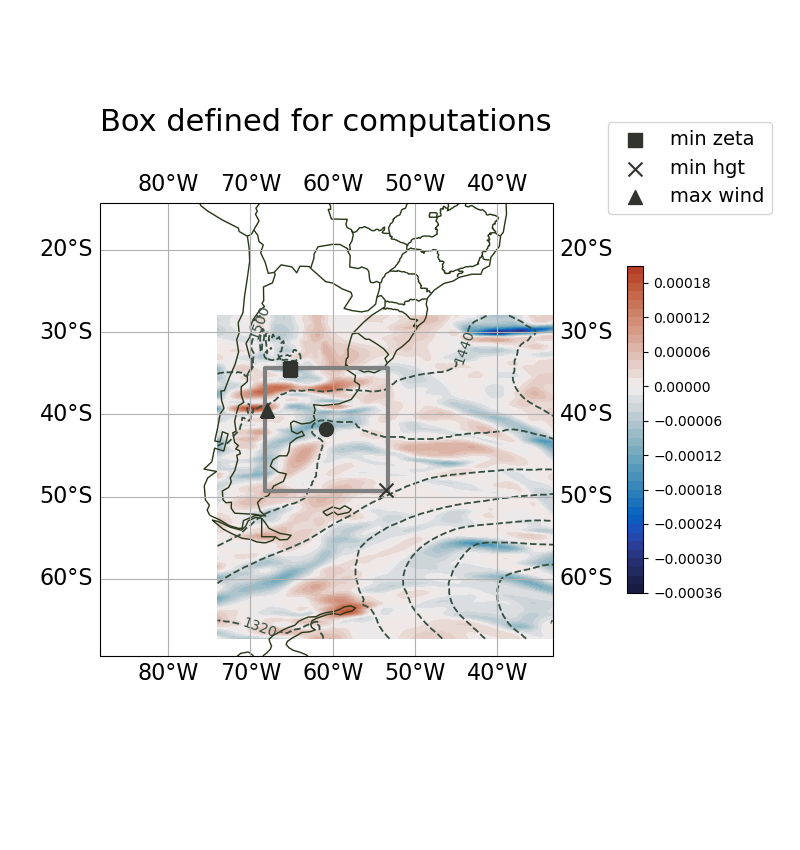 Box defined for computations
min zeta
min hgt
max wind
80°W 70°W 60°W 50°W 40°W
20°S 20°S
30°S 30°S
40°S 40°S
50°S 50°S
60°S 60°S
80°W 70°W 60°W 50°W 40°W
1500
1440
1320
0.00018
0.00012
0.00006
0.00000
−0.00006
−0.00012
−0.00018
−0.00024
−0.00030
−0.00036